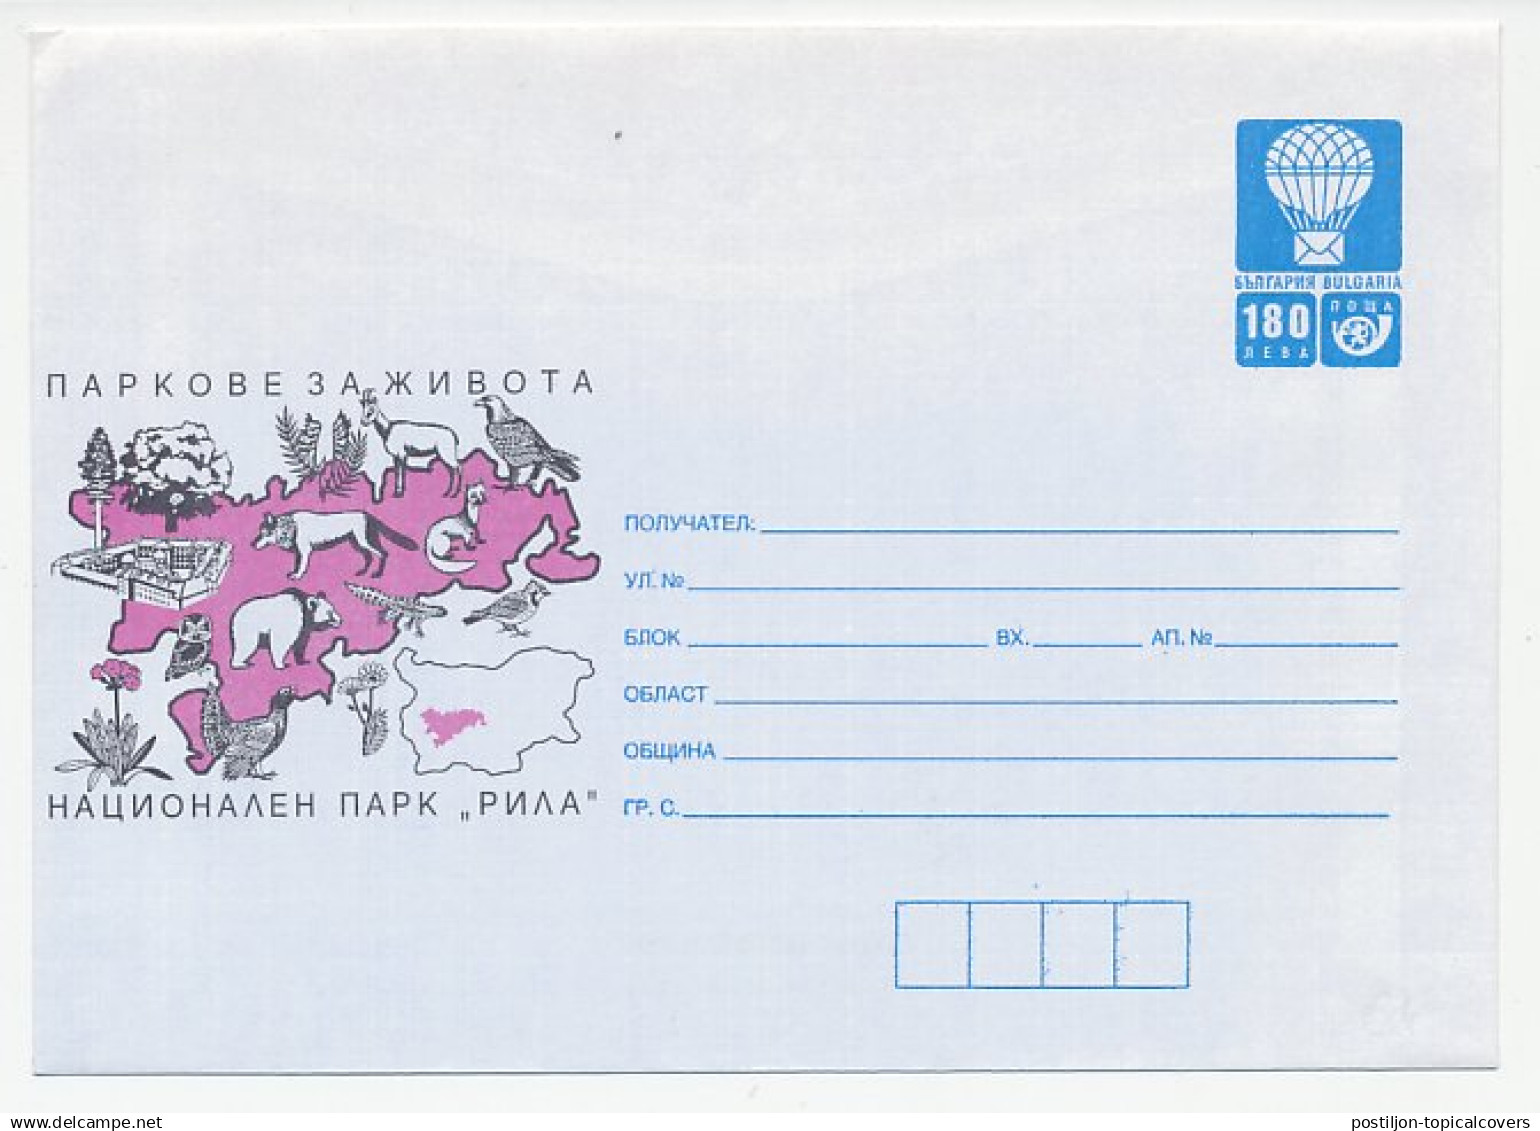 БЪЛГАРИЯ BULGARIA
180
ЛЕВА
ПОЩА
ПАРКОВЕ ЗА ЖИВОТА
ПОЛУЧАТЕЛ:
УЛ. №
БЛОК ВХ. АП. №
ОБЛАСТ
ОБЩИНА
ГР. С.
НАЦИОНАЛЕН ПАРК „РИЛА"
delcampe.net
postiljon-topicalcovers